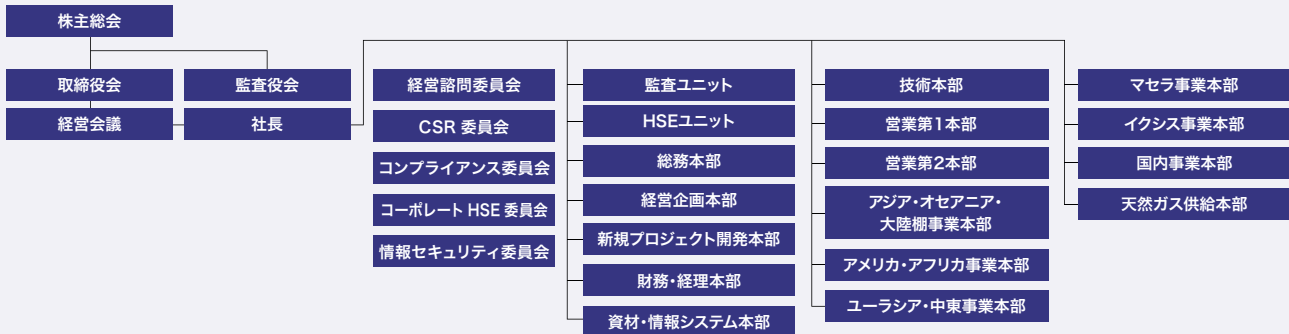 株主総会
取締役会
監査役会
経営会議
社長
経営諮問委員会
CSR 委員会
コンプライアンス委員会
コーポレート HSE 委員会
情報セキュリティ委員会
監査ユニット
HSEユニット
総務本部
経営企画本部
新規プロジェクト開発本部
財務・経理本部
資材・情報システム本部
技術本部
営業第1本部
営業第2本部
アジア・オセアニア・
大陸棚事業本部
アメリカ・アフリカ事業本部
ユーラシア・中東事業本部
マセラ事業本部
イクシス事業本部
国内事業本部
天然ガス供給本部